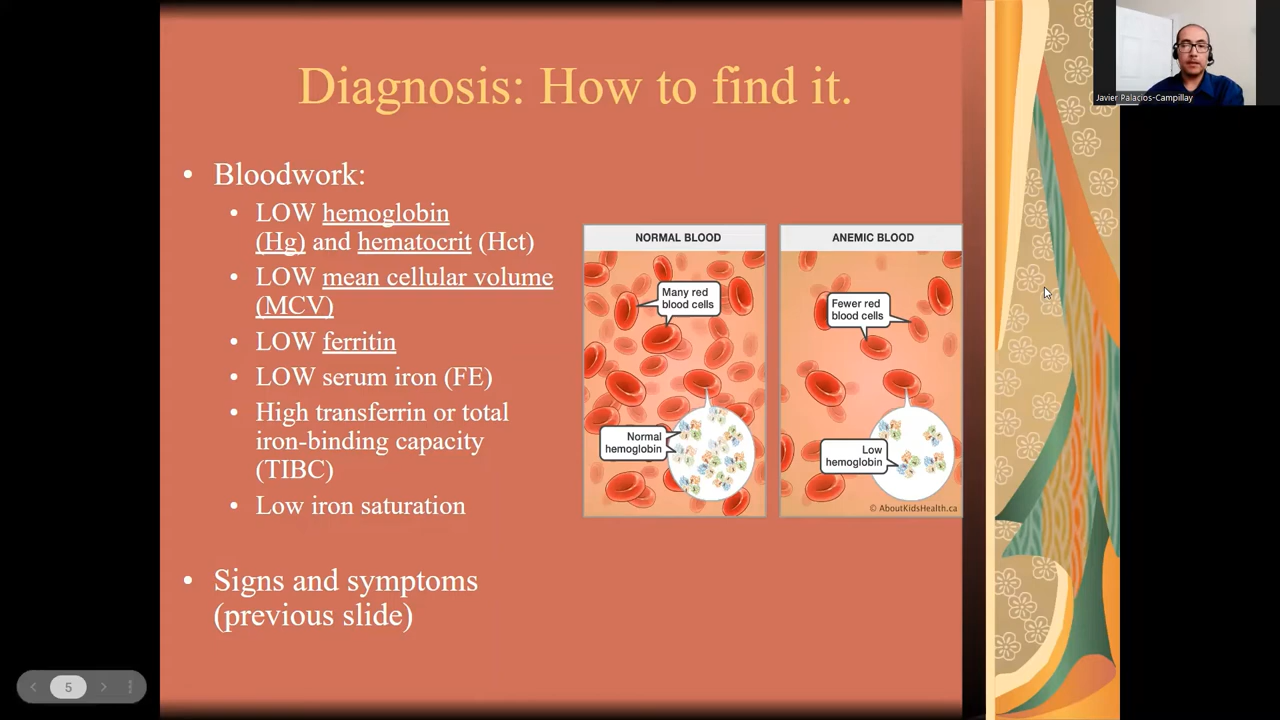 Diagnosis: How to find it.
• Bloodwork:
• LOW hemoglobin
(Hg) and hematocrit (Hct)
• LOW mean cellular volume
(MCV)
• LOW ferritin
• LOW serum iron (FE)
• High transferrin or total
iron-binding capacity
(TIBC)
• Low iron saturation
• Signs and symptoms
(previous slide)
NORMAL BLOOD
Many red
blood cells
Normal
hemoglobin
ANEMIC BLOOD
Fewer red
blood cells
Low
hemoglobin
© AboutKidsHealth.ca
Javier Palacios-Campillay
5